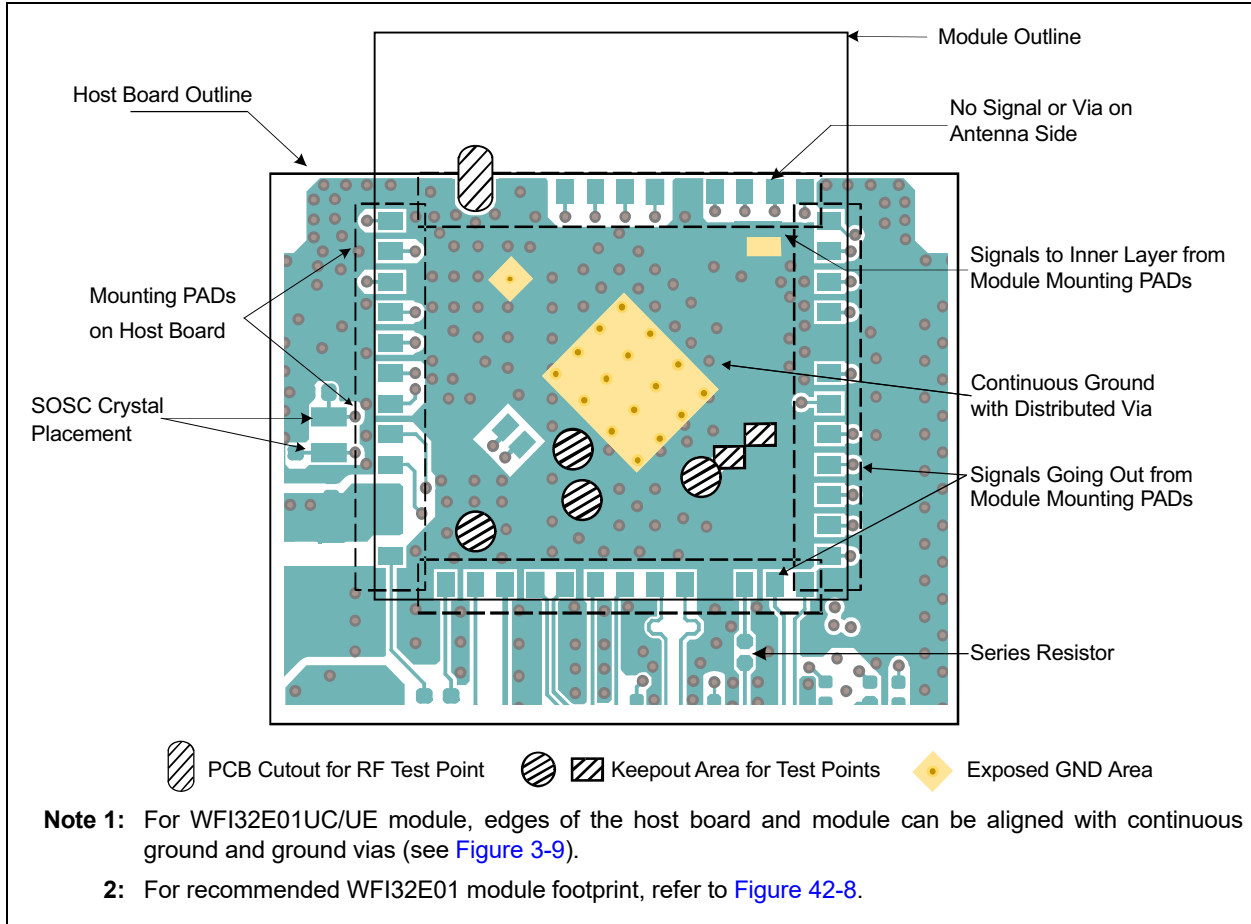 Module Outline
Host Board Outline
No Signal or Via on
Antenna Side
Signals to Inner Layer from
Module Mounting PADs
Mounting PADs
on Host Board
Continuous Ground
with Distributed Via
SOSC Crystal
Placement
Signals Going Out from
Module Mounting PADs
Series Resistor
PCB Cutout for RF Test Point
Keepout Area for Test Points
Exposed GND Area
Note 1: For WFI32E01UC/UE module, edges of the host board and module can be aligned with continuous
ground and ground vias (see Figure 3-9).
2: For recommended WFI32E01 module footprint, refer to Figure 42-8.